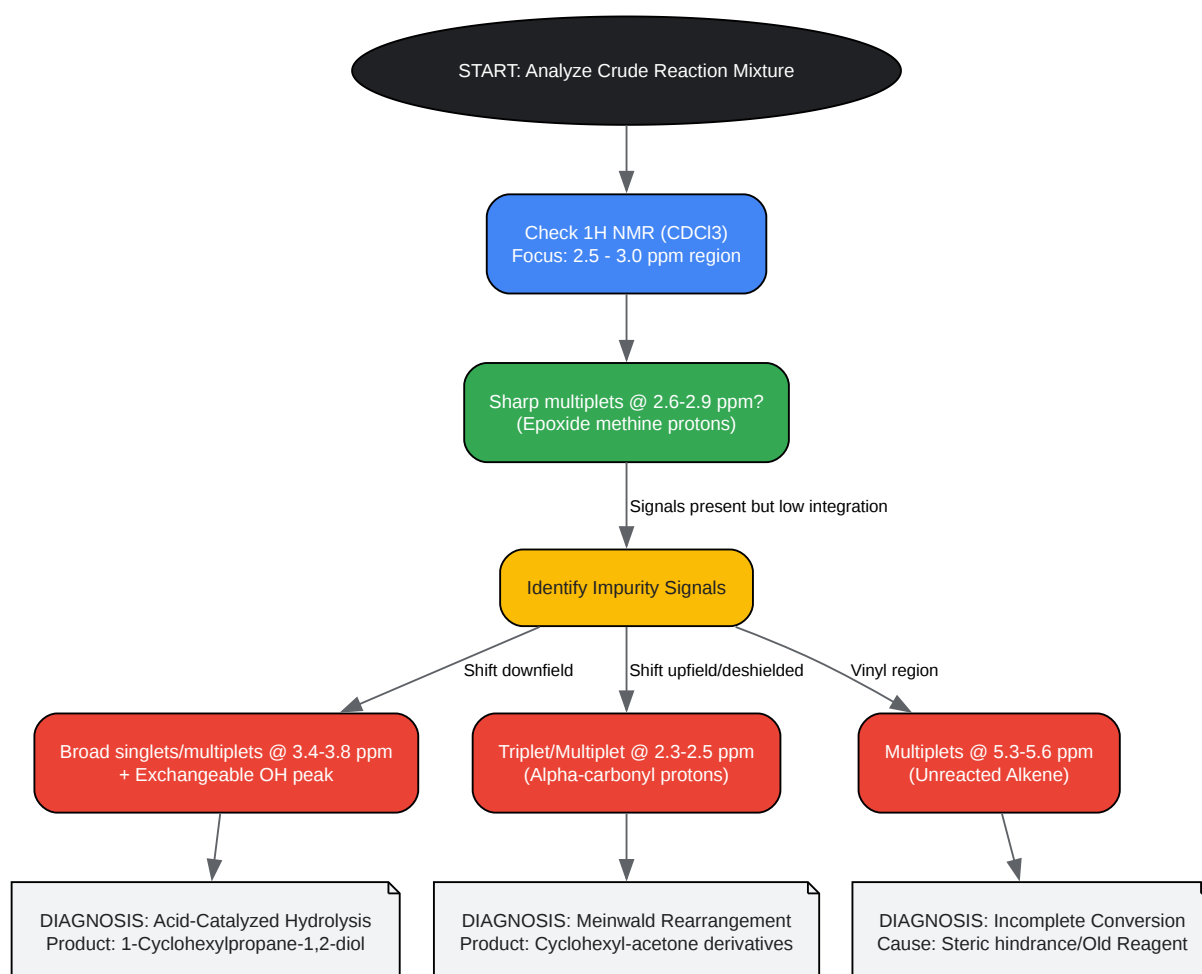 START: Analyze Crude Reaction Mixture
Check 1H NMR (CDCl3)
Focus: 2.5 - 3.0 ppm region
Sharp multiplets @ 2.6-2.9 ppm?
(Epoxide methine protons)
Signals present but low integration
Identify Impurity Signals
Shift downfield
Shift upfield/deshielded
Vinyl region
Broad singlets/multiplets @ 3.4-3.8 ppm
+ Exchangeable OH peak
Triplet/Multiplet @ 2.3-2.5 ppm
(Alpha-carbonyl protons)
Multiplets @ 5.3-5.6 ppm
(Unreacted Alkene)
DIAGNOSIS: Acid-Catalyzed Hydrolysis
Product: 1-Cyclohexylpropane-1,2-diol
DIAGNOSIS: Meinwald Rearrangement
Product: Cyclohexyl-acetone derivatives
DIAGNOSIS: Incomplete Conversion
Cause: Steric hindrance/Old Reagent